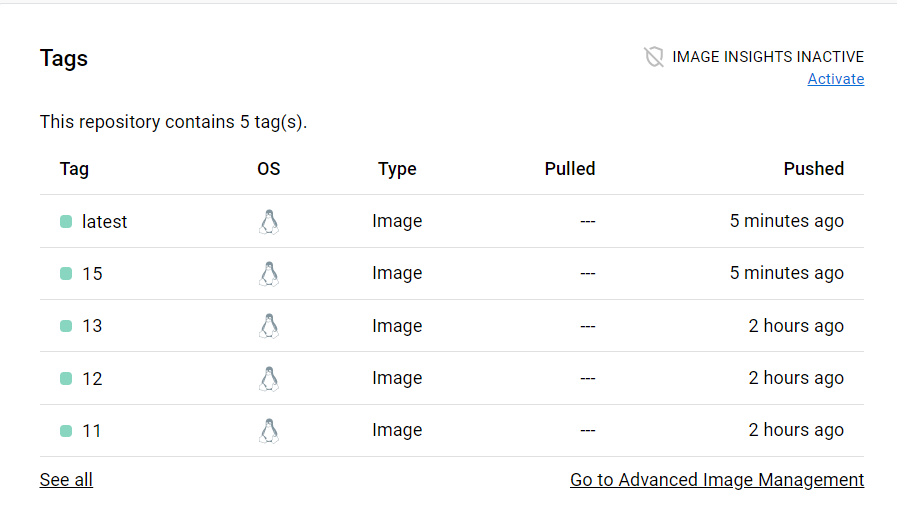 Tags
IMAGE INSIGHTS INACTIVE
Activate
This repository contains 5 tag(s).
Tag OS Type Pulled Pushed
latest Image --- 5 minutes ago
15 Image --- 5 minutes ago
13 Image --- 2 hours ago
12 Image --- 2 hours ago
11 Image --- 2 hours ago
See all Go to Advanced Image Management